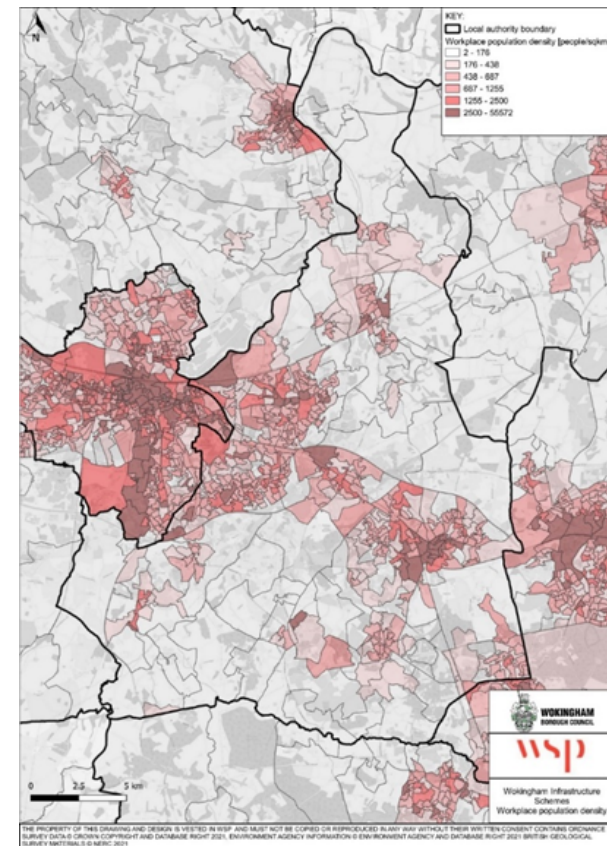 N
KEY:
Local authority boundary
Workplace population density [people/sqkm]
2 - 176
176 - 438
438 - 687
687 - 1255
1255 - 2500
2500 - 55572
0 2.5 5 km
WOKINGHAM
BOROUGH COUNCIL
wsp
Wokingham Infrastructure
Schemes
Workplace population density
THE PROPERTY OF THIS DRAWING AND DESIGN IS VESTED IN WSP AND MUST NOT BE COPIED OR REPRODUCED IN ANY WAY WITHOUT THEIR WRITTEN CONSENT CONTAINS ORDNANCE
SURVEY DATA © CROWN COPYRIGHT AND DATABASE RIGHT 2021, ENVIRONMENT AGENCY INFORMATION © ENVIRONMENT AGENCY AND DATABASE RIGHT 2021 BRITISH GEOLOGICAL
SURVEY MATERIALS © NERC 2021